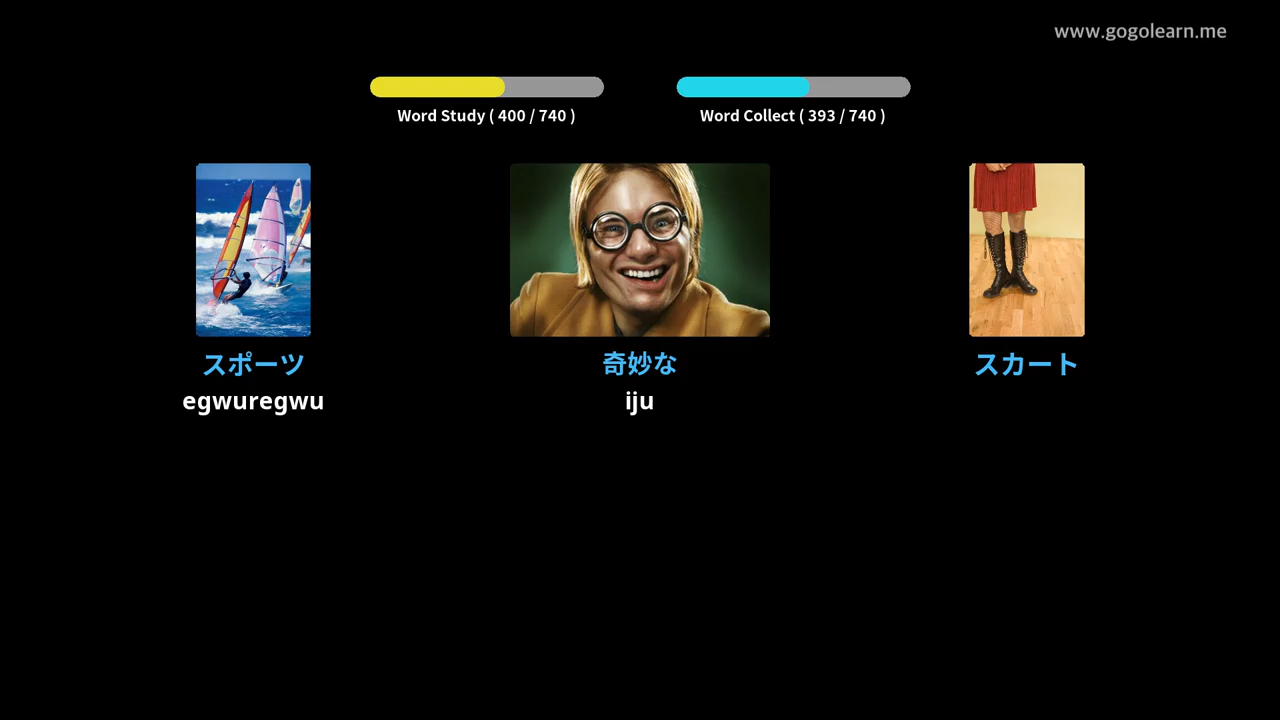 www.gogolearn.me
Word Study ( 400 / 740 )
Word Collect ( 393 / 740 )
スポーツ
egwuregwu
奇妙な
iju
スカート